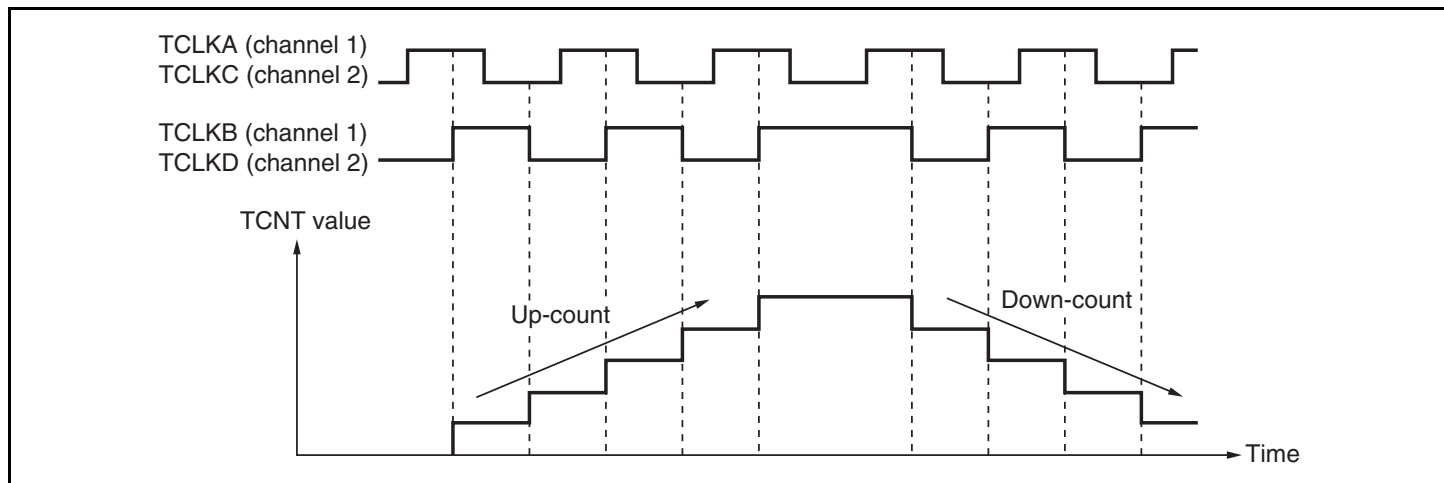 TCLKA (channel 1)
TCLKC (channel 2)
TCLKB (channel 1)
TCLKD (channel 2)
TCNT value
Up-count
Down-count
Time